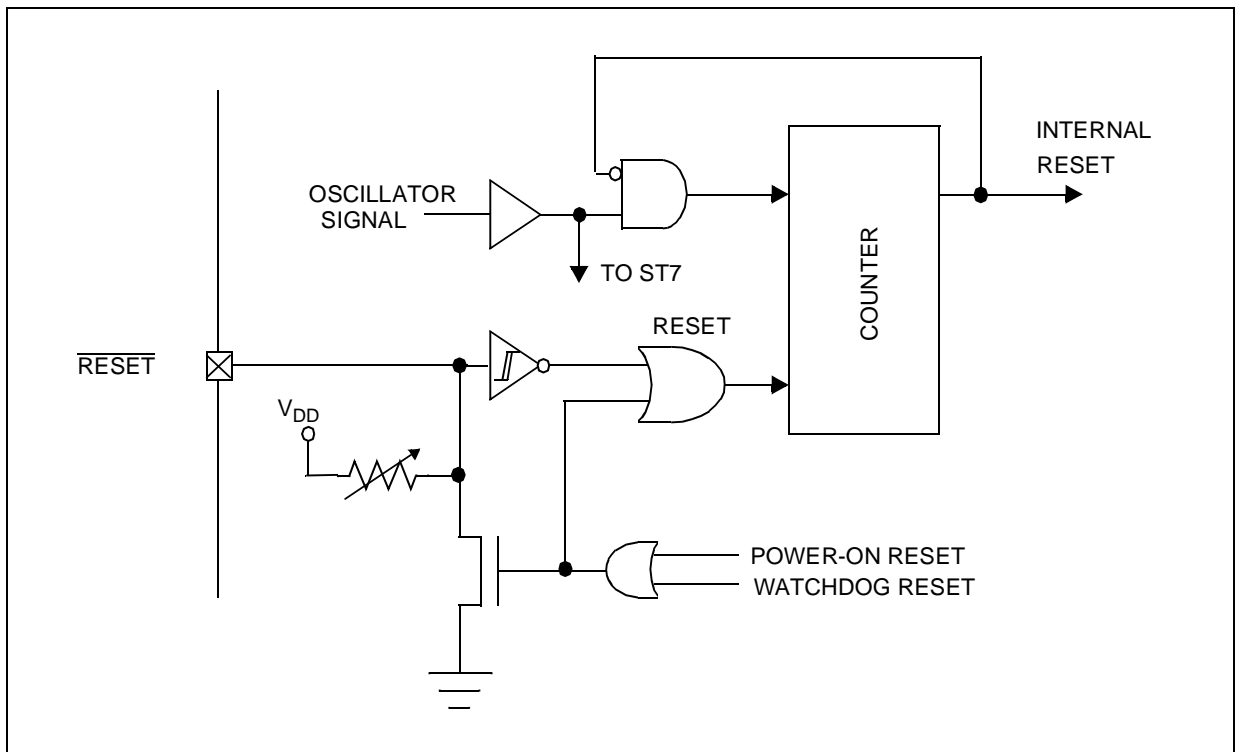 INTERNAL
RESET
OSCILLATOR
SIGNAL
TO ST7
COUNTER
RESET
RESET
VDD
POWER-ON RESET
WATCHDOG RESET